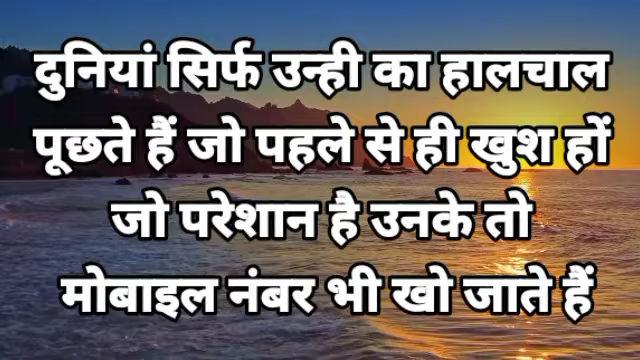 दुनियां सिर्फ उन्ही का हालचाल
पूछते हैं जो पहले से ही खुश हों
जो परेशान है उनके तो
मोबाइल नंबर भी खो जाते हैं